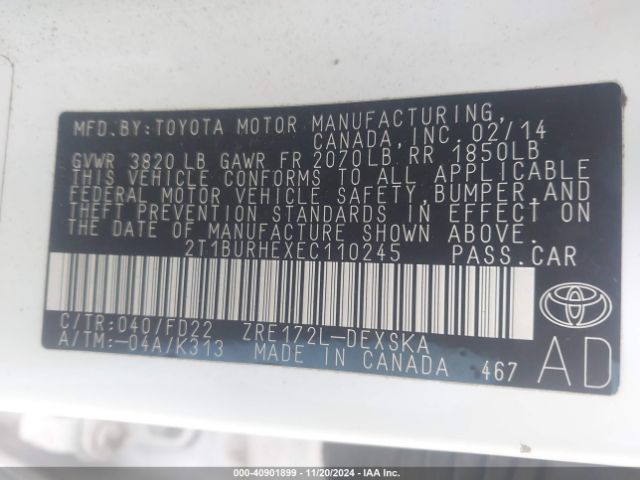 MFD. BY: TOYOTA MOTOR MANUFACTURING,
CANADA, INC. 02/14
GVWR 3820 LB GAWR FR 2070LB RR 1850LB
THIS VEHICLE CONFORMS TO ALL APPLICABLE
FEDERAL MOTOR VEHICLE SAFETY, BUMPER, AND
THEFT PREVENTION STANDARDS IN EFFECT ON
THE DATE OF MANUFACTURE SHOWN ABOVE.
2T1BURHEXEC110245 PASS. CAR
C/TR: 040/FD22 ZRE172L-DEXSKA
A/TM: -04A/K313 MADE IN CANADA 467
AD
000-40901899 — 11/20/2024 — IAA Inc.